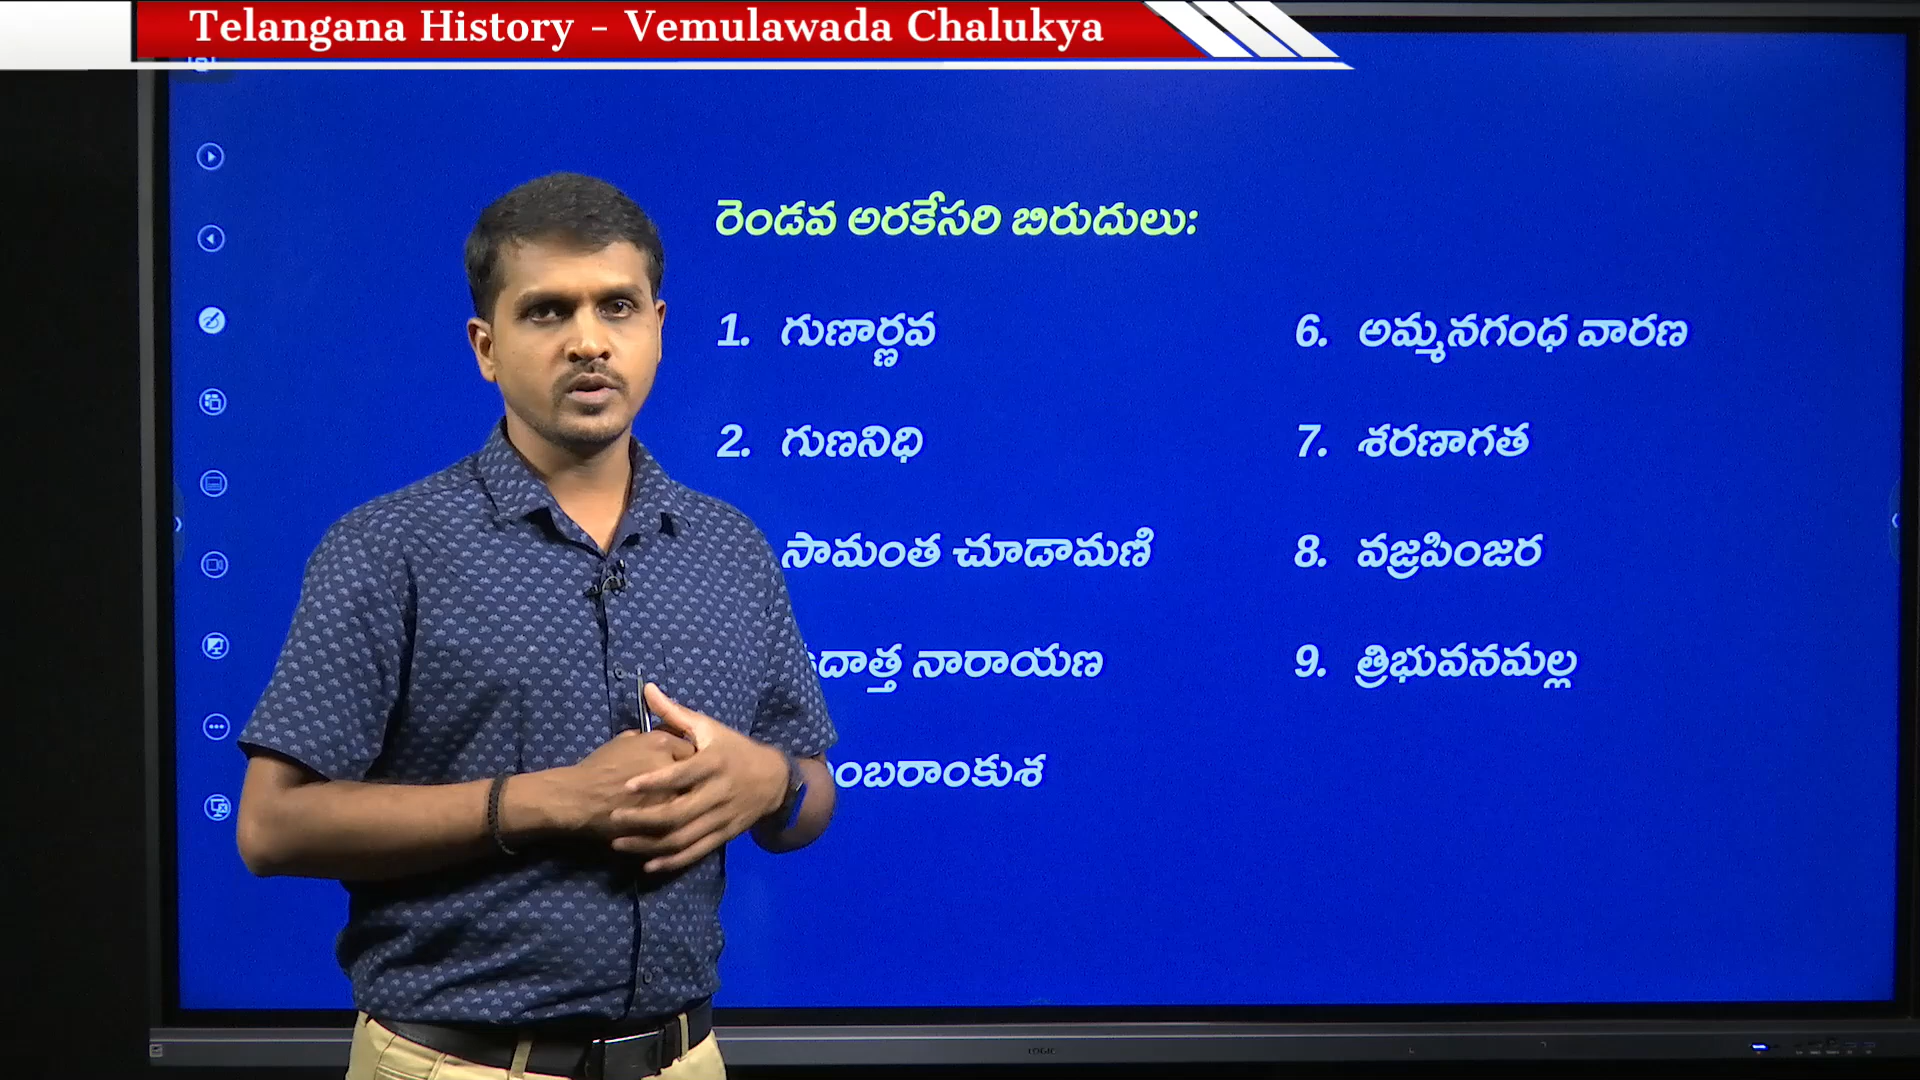 Telangana History - Vemulawada Chalukya
రెండవ అరకేసరి బిరుదులు:
1. గుణార్ణవ
2. గుణనిధి
సామంత చూడామణి
నారాయణ
6. అమ్మనగంధ వారణ
7. శరణాగత
8. వజ్రపింజర
9. త్రిభువనమల్ల